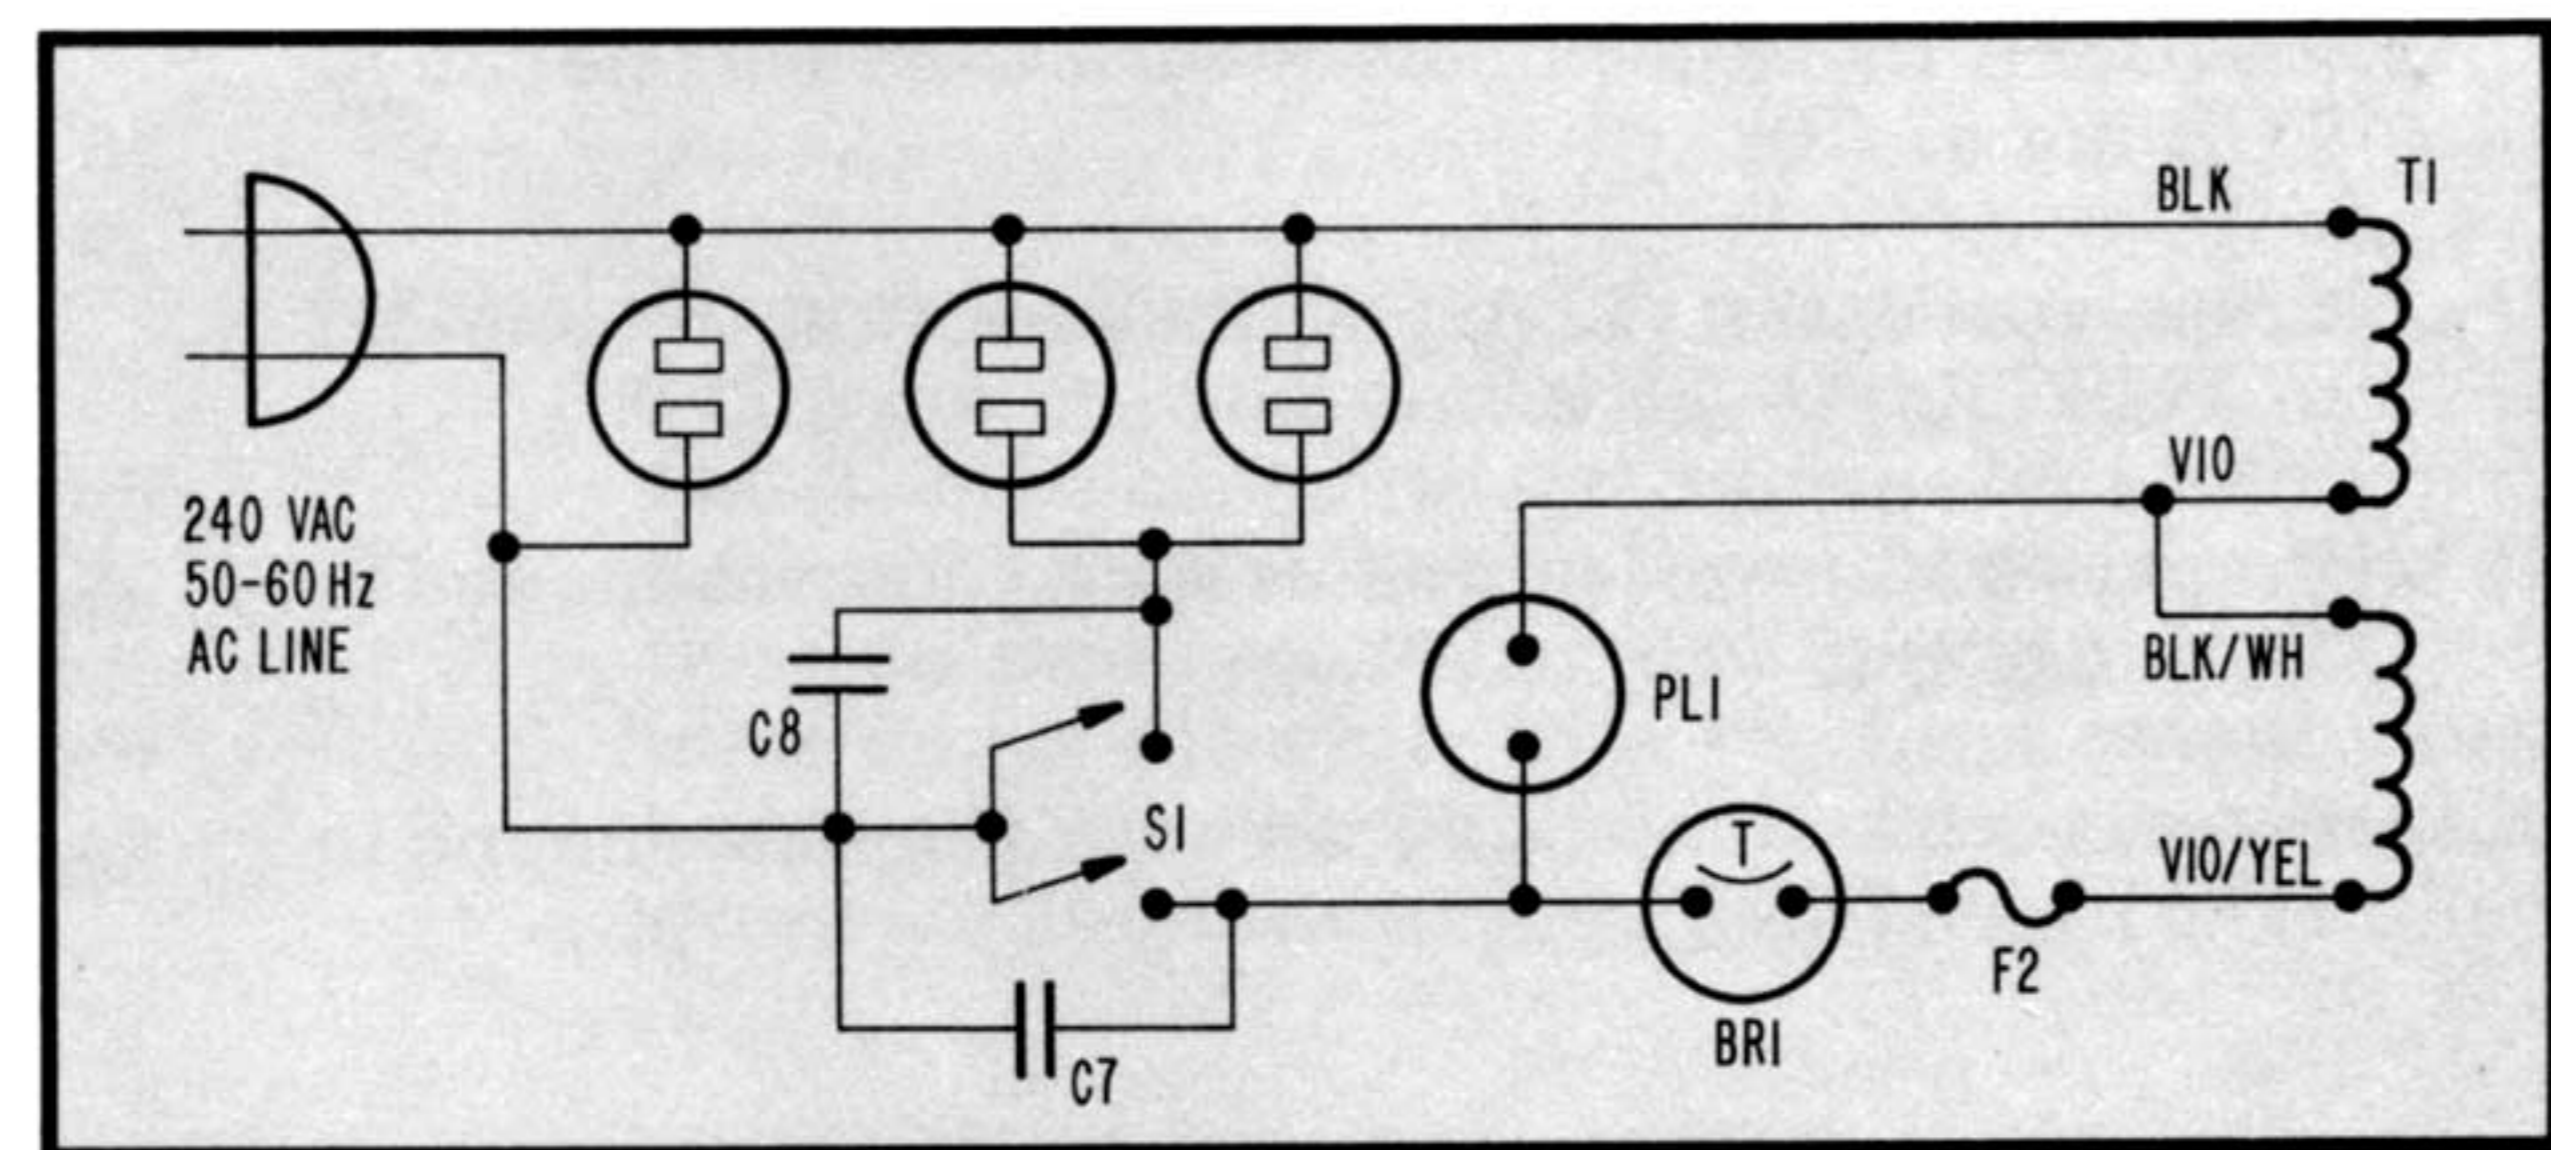 BLK
T1
240 VAC
50-60 Hz
AC LINE
VIO
BLK/WH
C8
PL1
S1
T
VIO/YEL
F2
BR1
C7